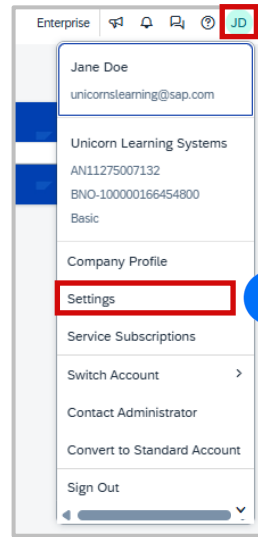 Enterprise JD
Jane Doe
unicornslearning@sap.com
Unicorn Learning Systems
AN11275007132
BNO-100000166454800
Basic
Company Profile
Settings
Service Subscriptions
Switch Account
Contact Administrator
Convert to Standard Account
Sign Out